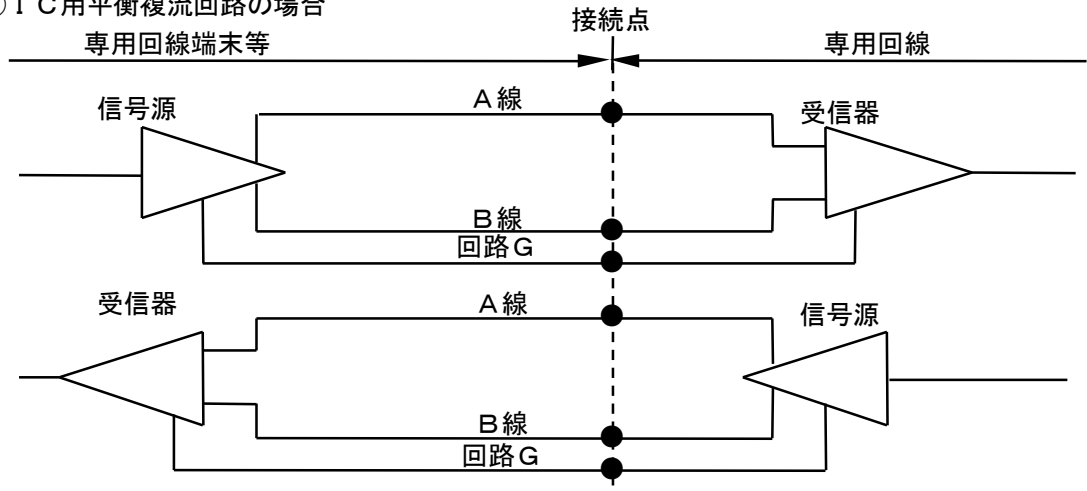 ＩＣ用平衡複流回路の場合
接続点
専用回線端末等
専用回線
信号源
Ａ線
受信器
Ｂ線
回路Ｇ
受信器
Ａ線
信号源
Ｂ線
回路Ｇ